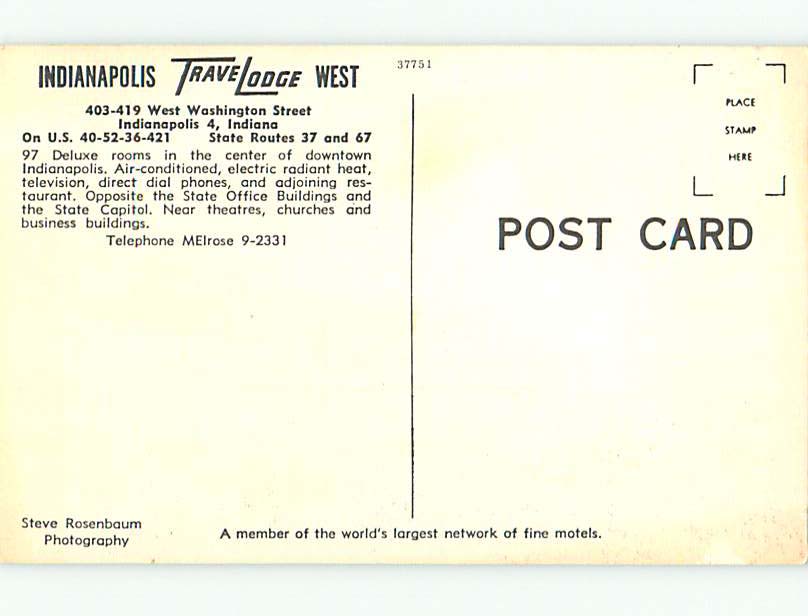 INDIANAPOLIS TRAVELODGE WEST
403-419 West Washington Street
Indianapolis 4, Indiana
On U.S. 40-52-36-421 State Routes 37 and 67
97 Deluxe rooms in the center of downtown
Indianapolis. Air-conditioned, electric radiant heat,
television, direct dial phones, and adjoining res-
taurant. Opposite the State Office Buildings and
the State Capitol. Near theatres, churches and
business buildings.
Telephone MElrose 9-2331
Steve Rosenbaum
Photography
A member of the world's largest network of fine motels.
37751
PLACE
STAMP
HERE
POST CARD